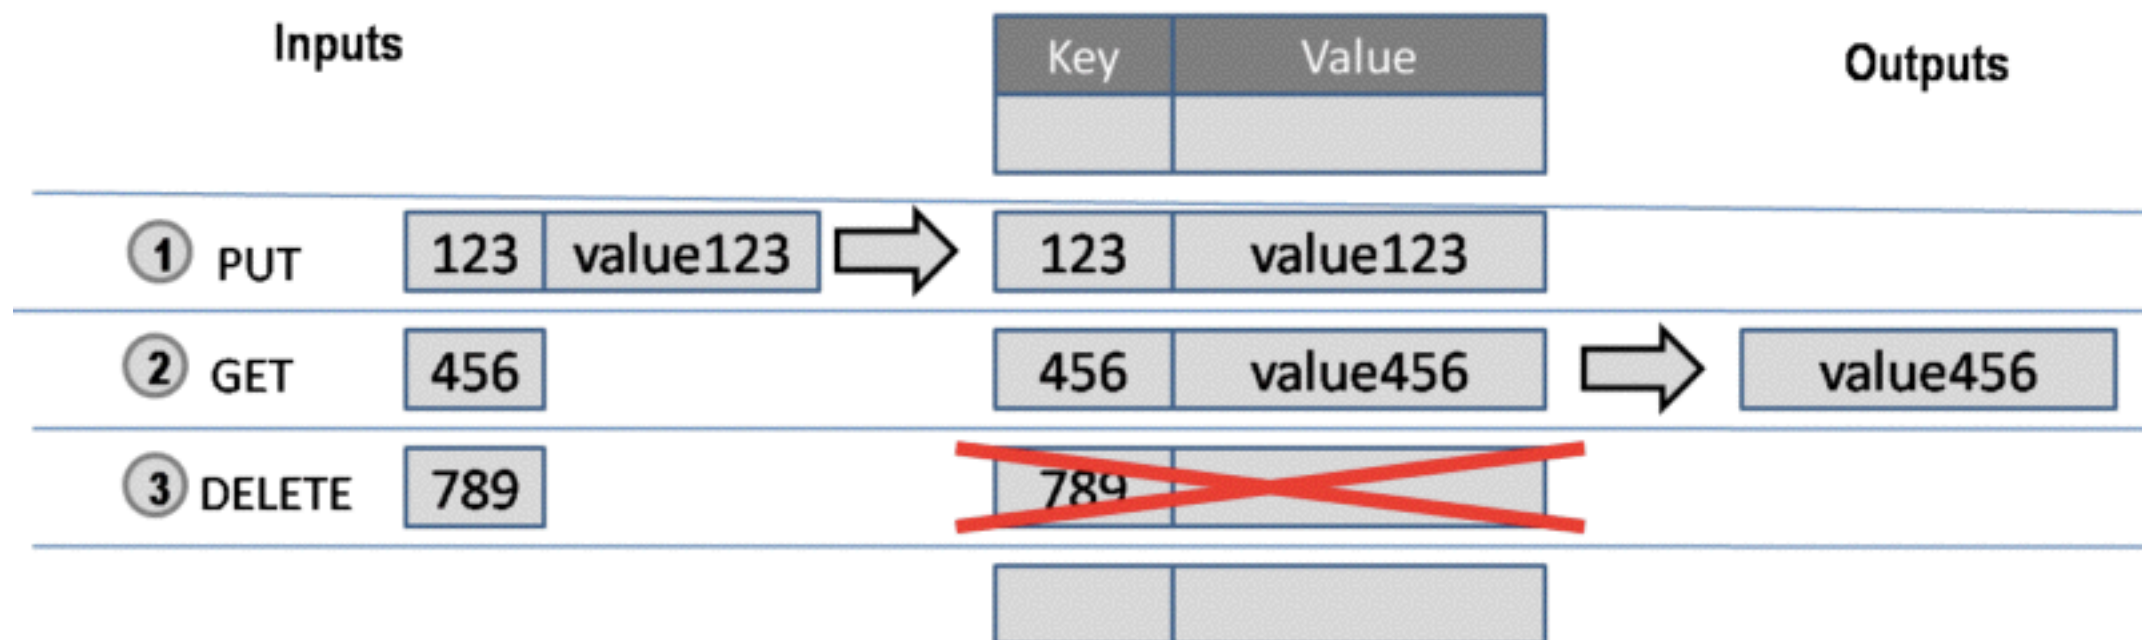 Inputs
Key Value
Outputs
1 PUT 123 value123 123 value123
2 GET 456 456 value456 value456
3 DELETE 789 789